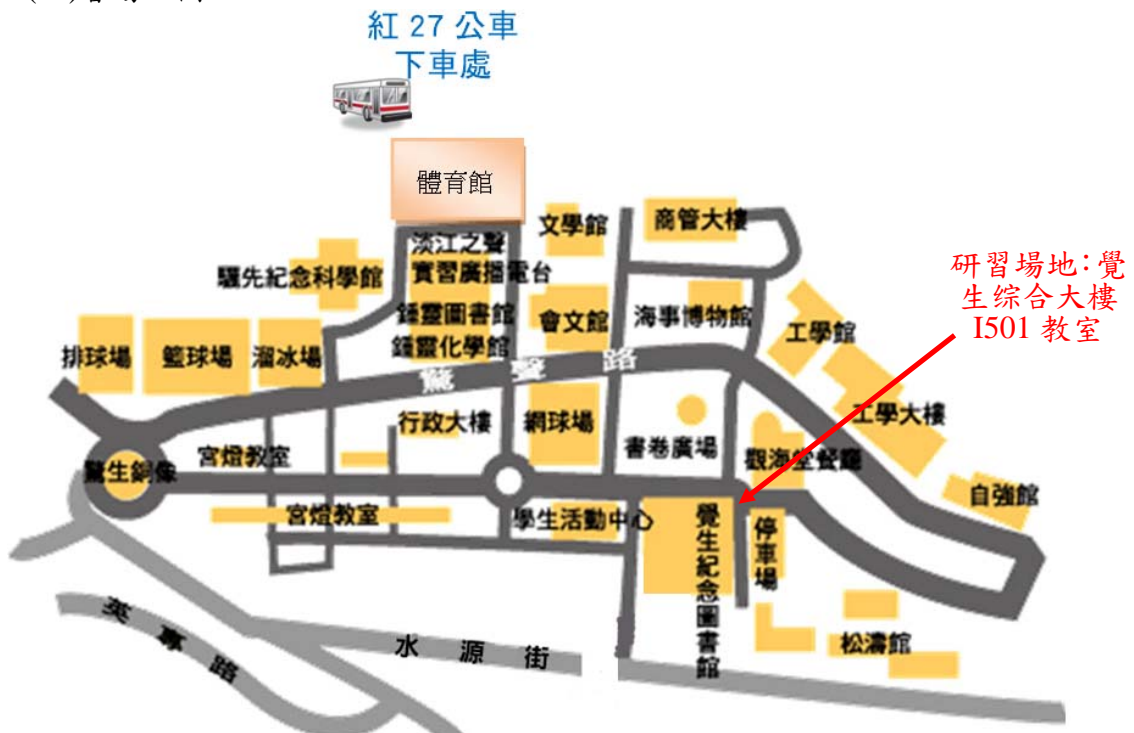 紅 27 公車
下車處
體育館
文學館
商管大樓
淡江之聲
實習廣播電台
騮先紀念科學館
鍾靈圖書館
鍾靈化學館
會文館
海事博物館
工學館
研習場地:覺
生综合大樓
I501 教室
排球場
籃球場
溜冰場
驚聲路
行政大樓
網球場
書卷廣場
工學大樓
觀海堂餐廳
宮燈教室
驚生銅像
宮燈教室
學生活動中心
覺生紀念圖書館
停車場
自強館
松濤館
英專路
水源街